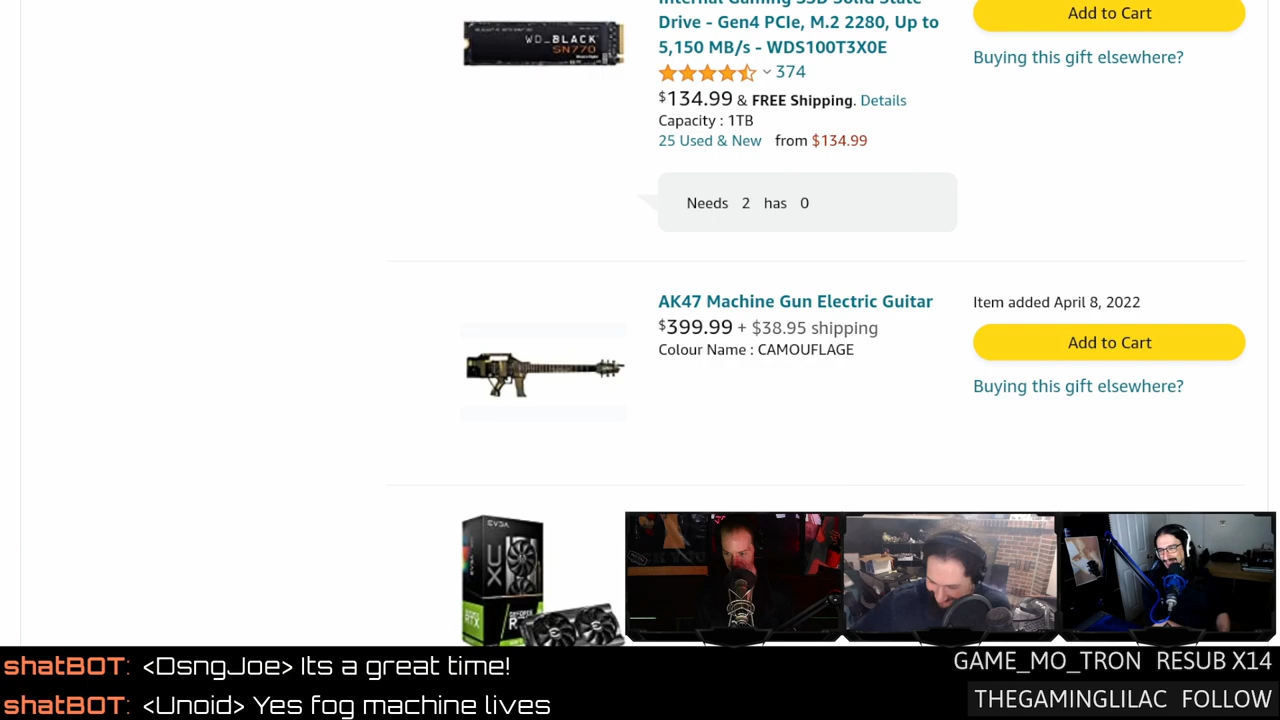 Internal Gaming SSD Solid State
Drive - Gen4 PCIe, M.2 2280, Up to
5,150 MB/s - WDS100T3X0E
374
$134.99 & FREE Shipping. Details
Capacity : 1TB
25 Used & New from $134.99
Needs 2 has 0
Add to Cart
Buying this gift elsewhere?
WD_BLACK
SN770
AK47 Machine Gun Electric Guitar
$399.99 + $38.95 shipping
Colour Name : CAMOUFLAGE
Item added April 8, 2022
Add to Cart
Buying this gift elsewhere?
EVGA
XC
shatBOT: <DsngJoe> Its a great time!
shatBOT: <Unoid> Yes fog machine lives
GAME_MO_TRON RESUB X14
THEGAMINGLILAC FOLLOW